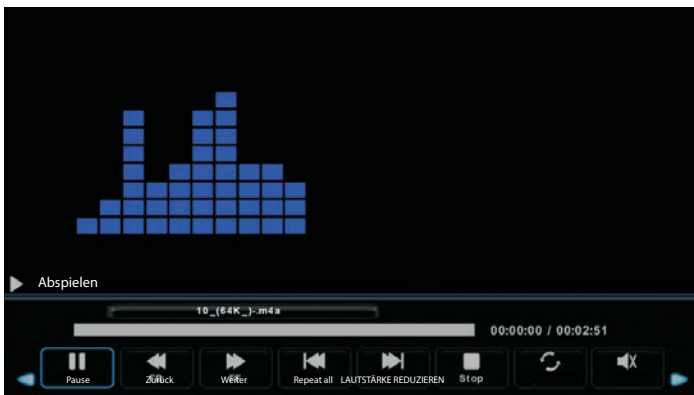 Abspielen
10_(64K_)-.m4a
00:00:00 / 00:02:51
Pause Zurück Weiter Repeat all LAUTSTÄRKE REDUZIEREN Stop